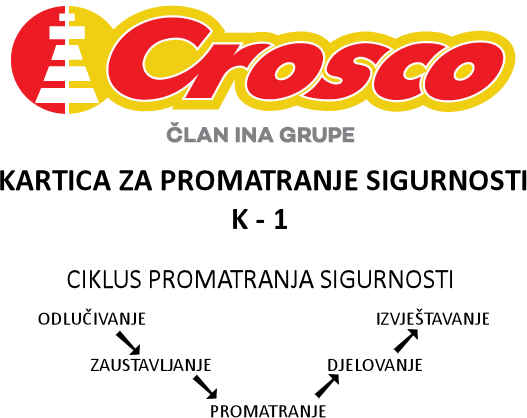 Crosco
ČLAN INA GRUPE
KARTICA ZA PROMATRANJE SIGURNOSTI
K - 1
CIKLUS PROMATRANJA SIGURNOSTI
ODLUČIVANJE
IZVJEŠTAVANJE
ZAUSTAVLJANJE
DJELOVANJE
PROMATRANJE